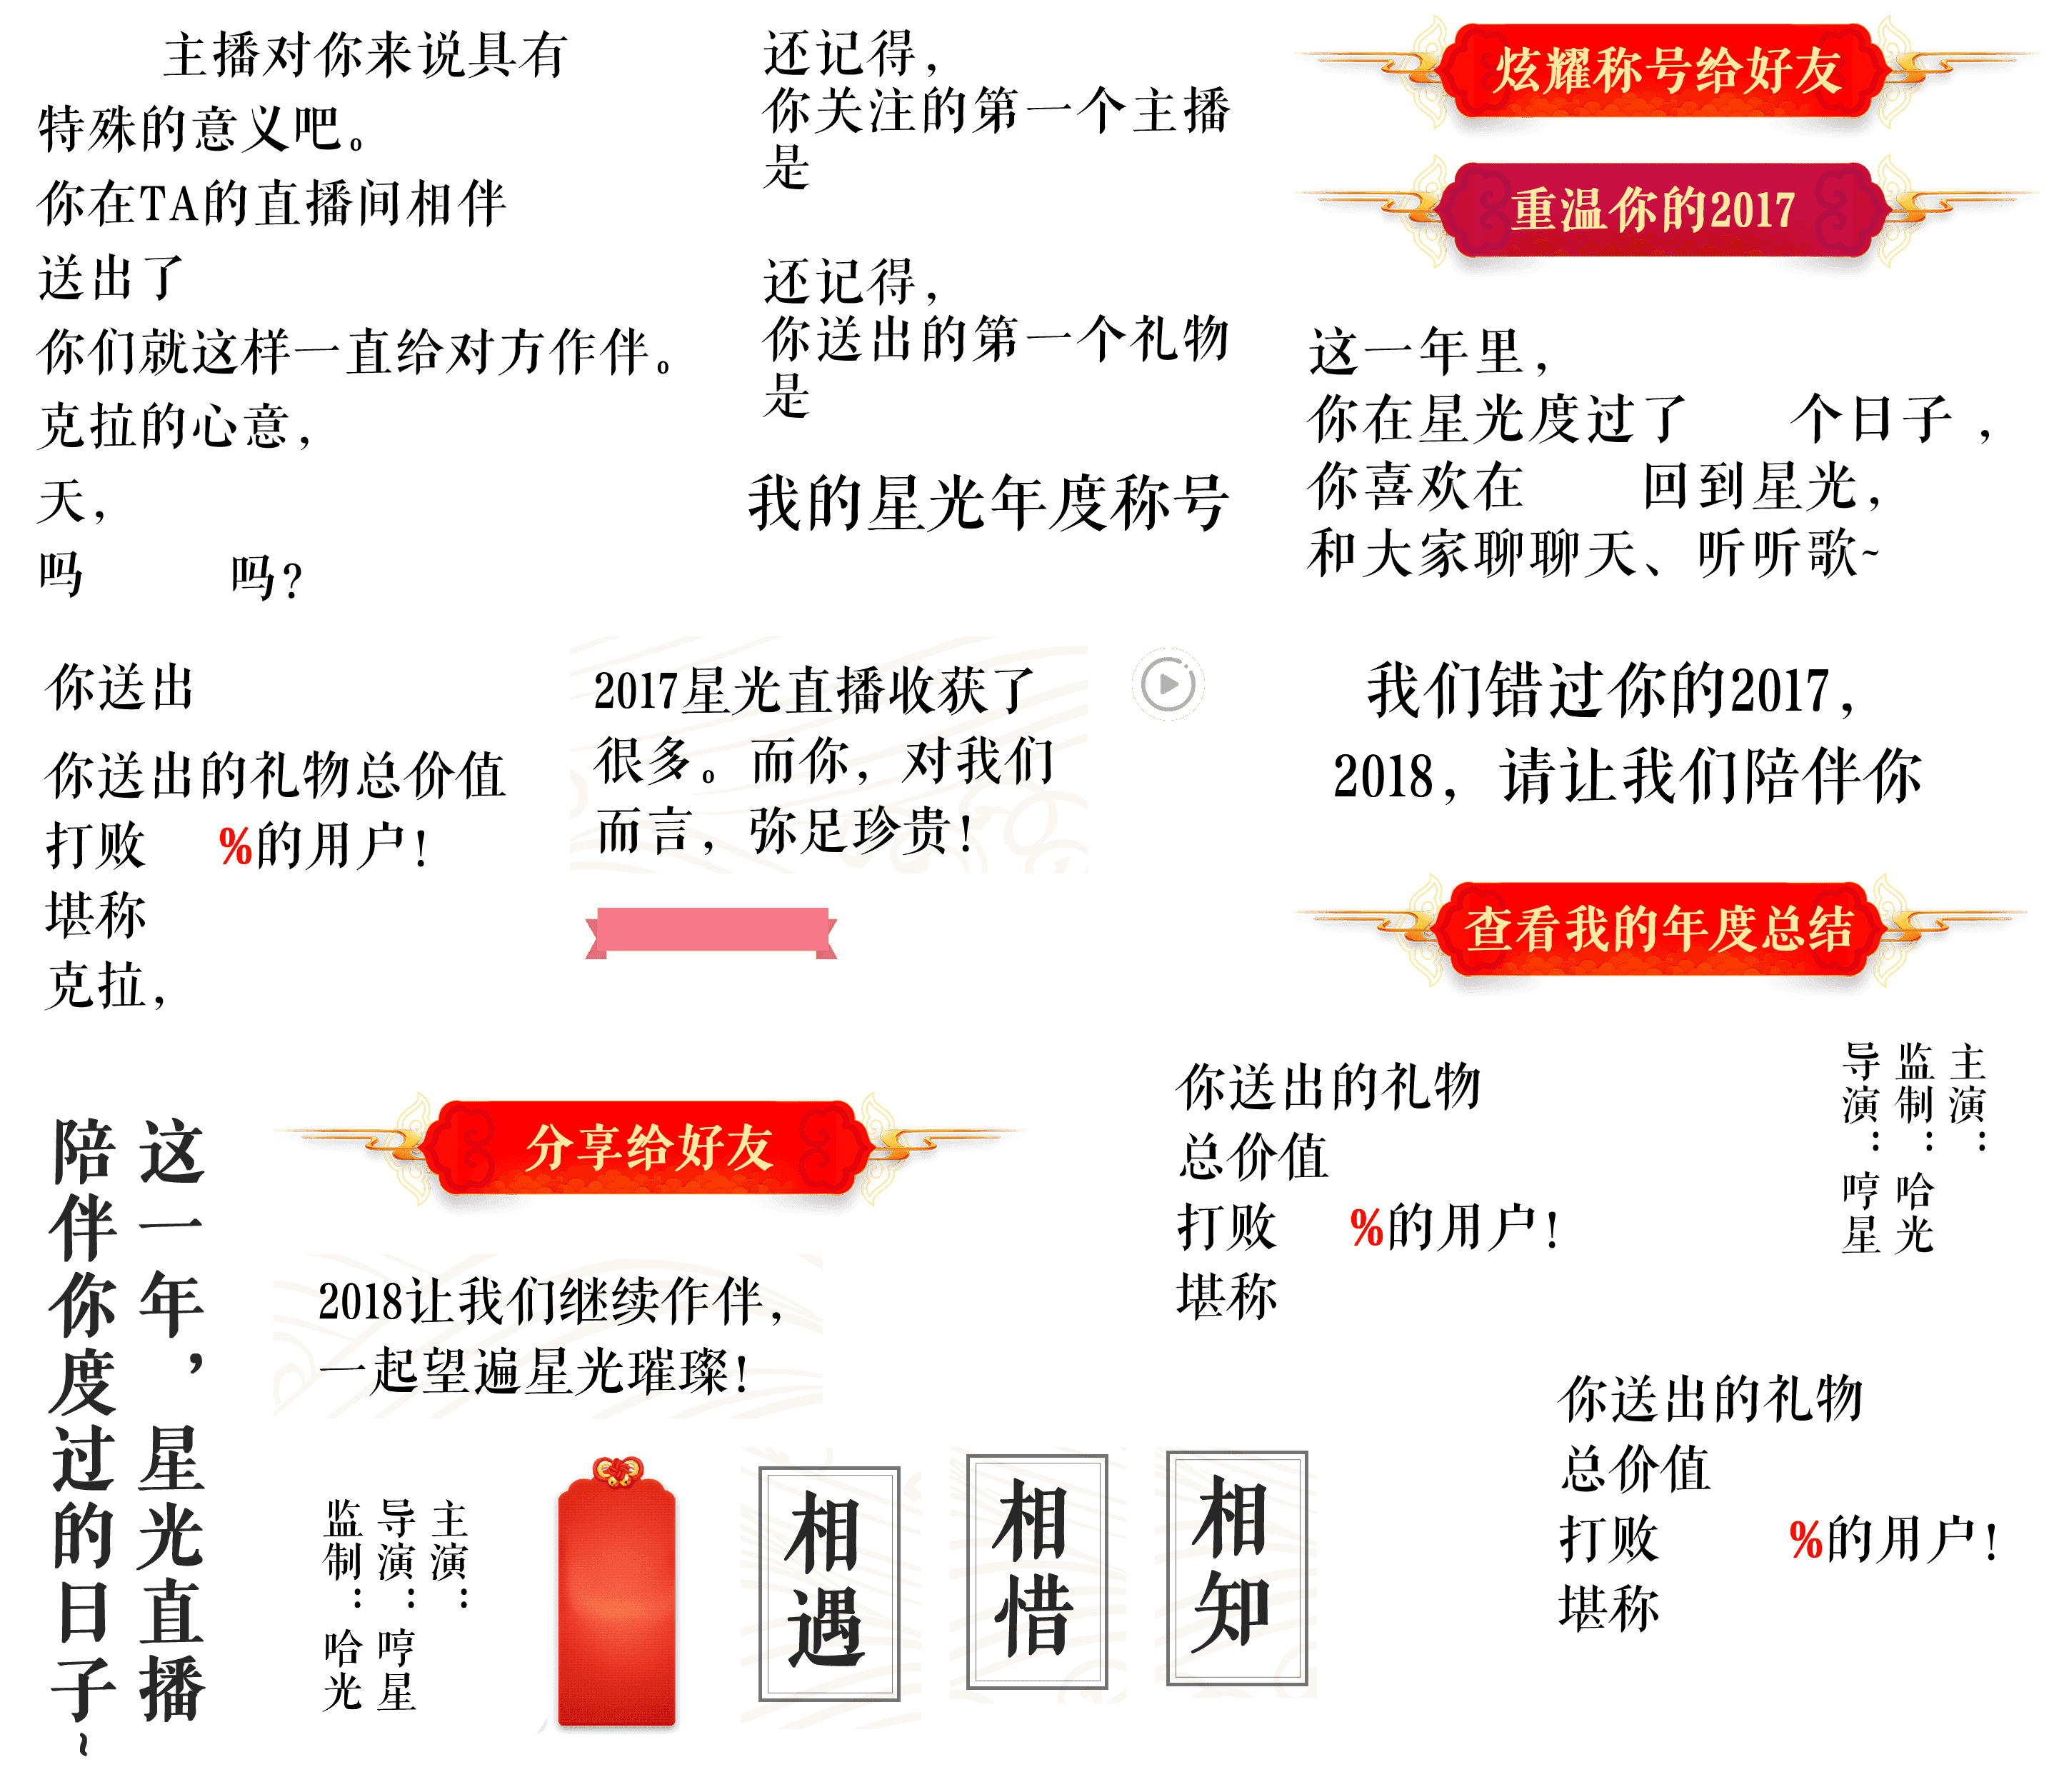 主播对你来说具有
特殊的意义吧。
你在TA的直播间相伴
送出了
你们就这样一直给对方作伴。
克拉的心意，
天，
吗 吗？
还记得，
你关注的第一个主播
是
还记得，
你送出的第一个礼物
是
我的星光年度称号
炫耀称号给好友
重温你的2017
这一年里，
你在星光度过了 个日子，
你喜欢在 回到星光，
和大家聊聊天、听听歌~
你送出
你送出的礼物总价值
打败 %的用户！
堪称
克拉，
2017星光直播收获了
很多。而你，对我们
而言，弥足珍贵！
我们错过你的2017，
2018，请让我们陪伴你
查看我的年度总结
这一年，星光直播
陪伴你度过的日子~
分享给好友
2018让我们继续作伴，
一起望遍星光璀璨！
主演：
导演：哼星
监制：哈光
相遇
相惜
相知
你送出的礼物
总价值
打败 %的用户！
堪称
主演：
监制：哈光
导演：哼星
你送出的礼物
总价值
打败 %的用户！
堪称